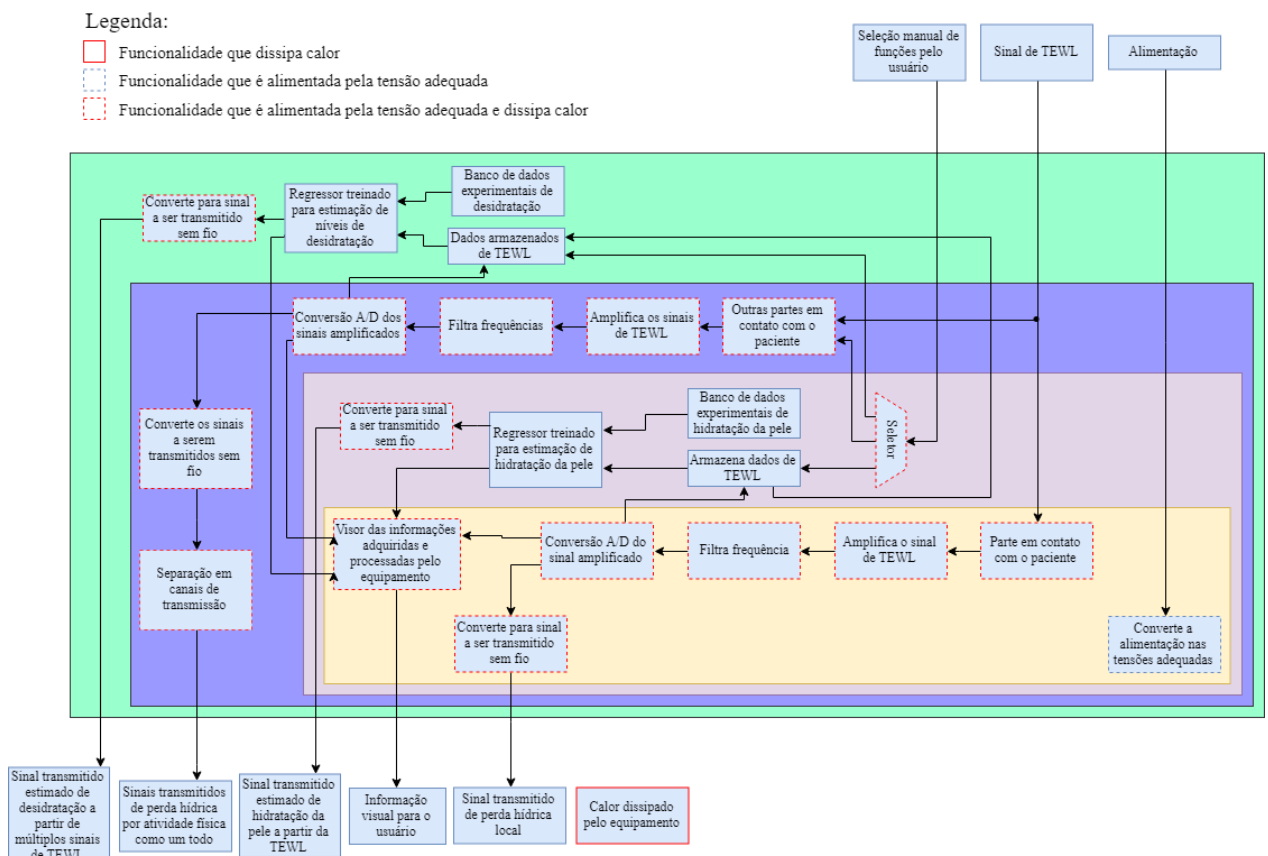 Legenda:
Funcionalidade que dissipa calor
Funcionalidade que é alimentada pela tensão adequada
Funcionalidade que é alimentada pela tensão adequada e dissipa calor
Seleção manual de
funções pelo
usuário
Sinal de TEWL
Alimentação
Converte para sinal
a ser transmitido
sem fio
Regressor treinado
para estimação de
níveis de
desidratação
Banco de dados
experimentais de
desidratação
Dados armazenados
de TEWL
Conversão A/D dos
sinais amplificados
Filtra frequências
Amplifica os sinais
de TEWL
Outras partes em
contato com o
paciente
Converte os sinais
a serem
transmitidos sem
fio
Separação em
canais de
transmissão
Converte para sinal
a ser transmitido
sem fio
Regressor treinado
para estimação de
hidratação da
pele
Banco de dados
experimentais de
hidratação da pele
Armazena dados de
TEWL
Seletor
Visor das informações
adquiridas e
processadas pelo
equipamento
Conversão A/D do
sinal amplificado
Filtra frequência
Amplifica o sinal
de TEWL
Parte em contato
com o paciente
Converte para sinal
a ser transmitido
sem fio
Converte a
alimentação nas
tensões adequadas
Sinal transmitido
estimado de
desidratação a
partir de
múltiplos sinais
de TEWL
Sinais transmitidos
de perda hídrica
por atividade física
como um todo
Sinal transmitido
estimado de
hidratação da
pele a partir da
TEWL
Informação
visual para o
usuário
Sinal transmitido
de perda hídrica
local
Calor dissipado
pelo equipamento